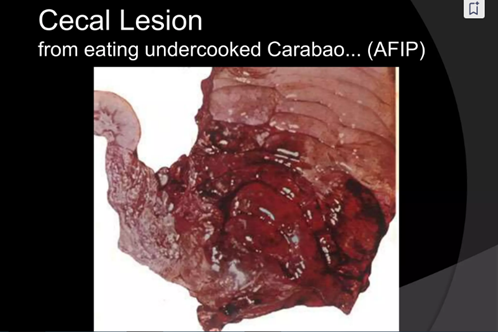 Cecal Lesion
from eating undercooked Carabao... (AFIP)